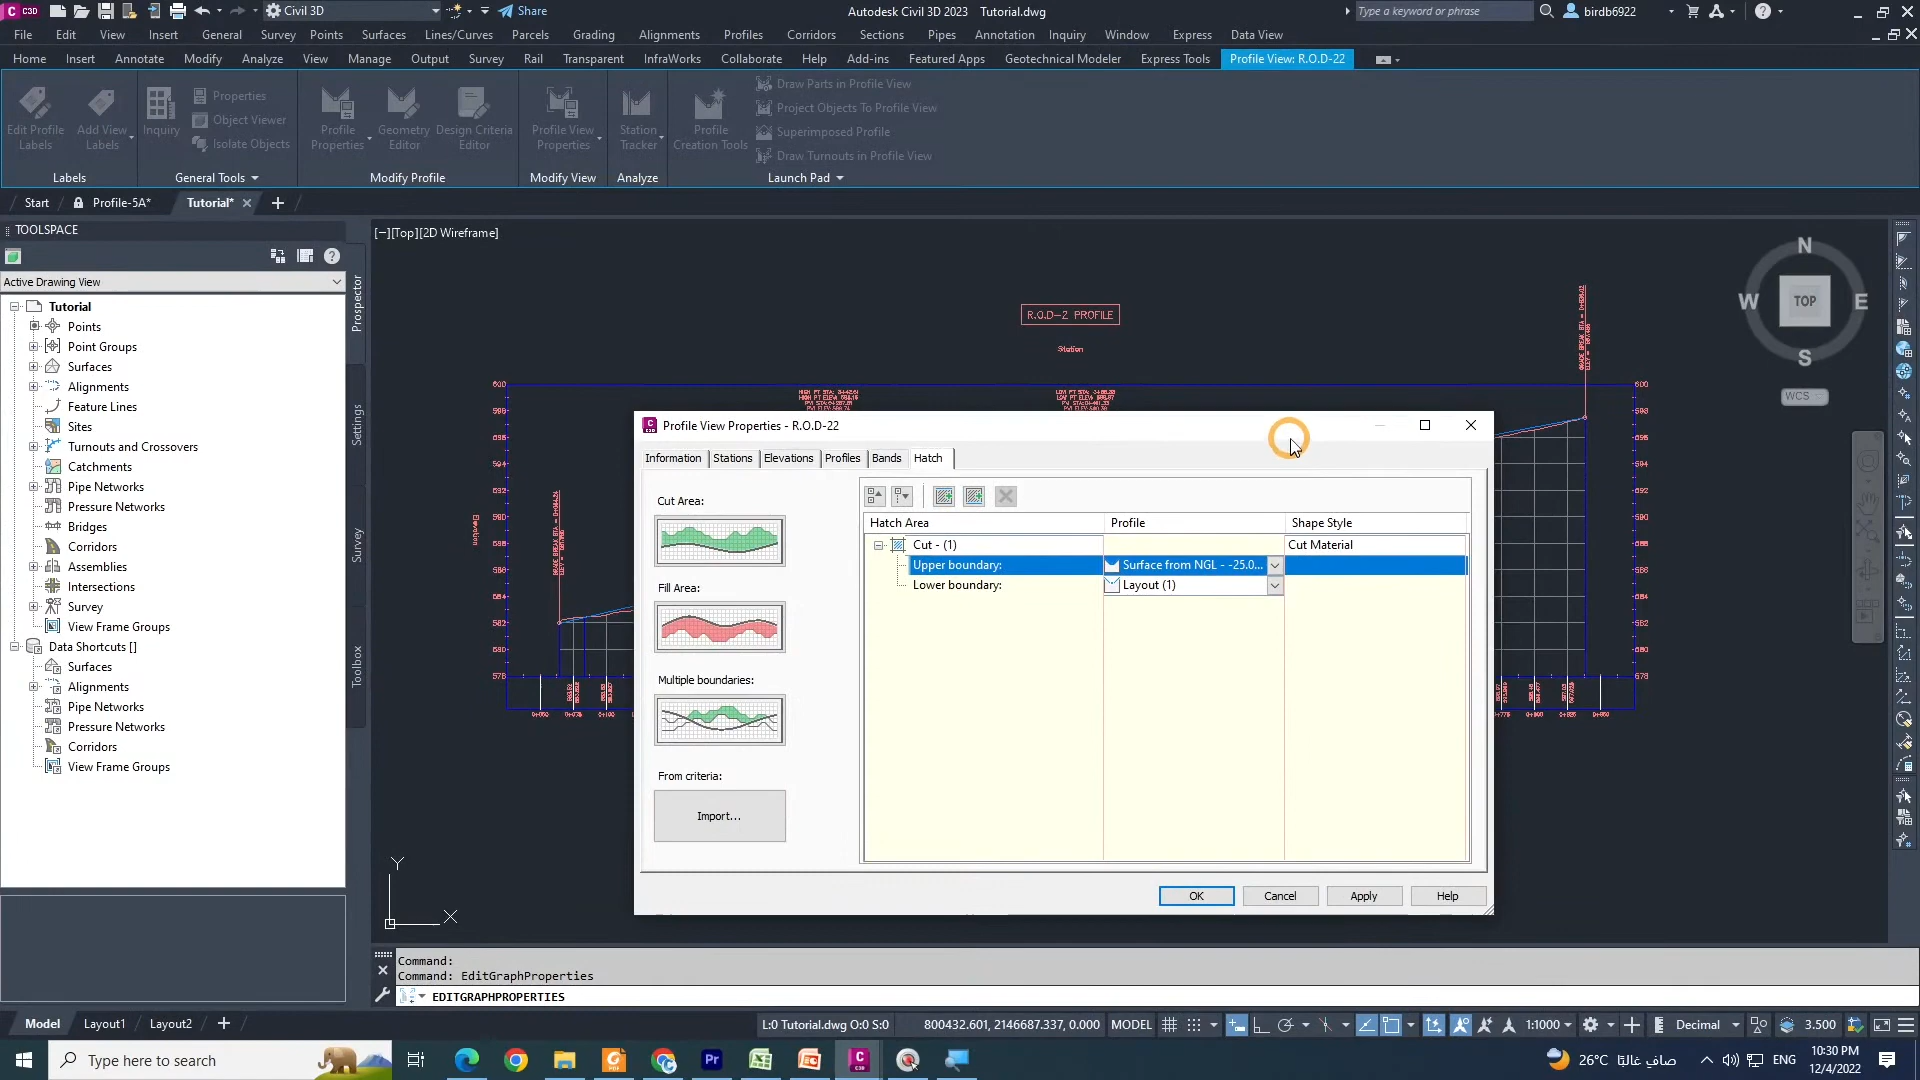 C3D
Civil 3D
Share
Autodesk Civil 3D 2023 Tutorial.dwg
Type a keyword or phrase
birdb6922
File Edit View Insert General Survey Points Surfaces Lines/Curves Parcels Grading Alignments Profiles Corridors Sections Pipes Annotation Inquiry Window Express Data View
Home Insert Annotate Modify Analyze View Manage Output Survey Rail Transparent InfraWorks Collaborate Help Add-ins Featured Apps Geotechnical Modeler Express Tools Profile View: R.O.D-22
Edit Profile Labels
Add View Labels
Inquiry
Properties
Object Viewer
Isolate Objects
Profile Properties
Geometry Editor
Design Criteria Editor
Profile View Properties
Station Tracker
Profile Creation Tools
Draw Parts in Profile View
Project Objects To Profile View
Superimposed Profile
Draw Turnouts in Profile View
Labels General Tools Modify Profile Modify View Analyze Launch Pad
Start Profile-5A* Tutorial*
TOOLSPACE
Active Drawing View
Tutorial
Points
Point Groups
Surfaces
Alignments
Feature Lines
Sites
Turnouts and Crossovers
Catchments
Pipe Networks
Pressure Networks
Bridges
Corridors
Assemblies
Intersections
Survey
View Frame Groups
Data Shortcuts []
Surfaces
Alignments
Pipe Networks
Pressure Networks
Corridors
View Frame Groups
Prospector
Settings
Survey
Toolbox
[−][Top][2D Wireframe]
N
W TOP E
S
WCS
R.O.D-2 PROFILE
Station
Elevation
Profile View Properties - R.O.D-22
Information Stations Elevations Profiles Bands Hatch
Cut Area:
Fill Area:
Multiple boundaries:
From criteria:
Import...
Hatch Area Profile Shape Style
Cut - (1) Cut Material
Upper boundary: Surface from NGL - -25.0...
Lower boundary: Layout (1)
OK Cancel Apply Help
Y
X
Command:
Command: EditGraphProperties
EDITGRAPHPROPERTIES
Model Layout1 Layout2
L:0 Tutorial.dwg O:0 S:0 800432.601, 2146687.337, 0.000 MODEL 1:1000 Decimal 3.500
Type here to search
26°C صافٍ غالبًا ENG
10:30 PM
12/4/2022